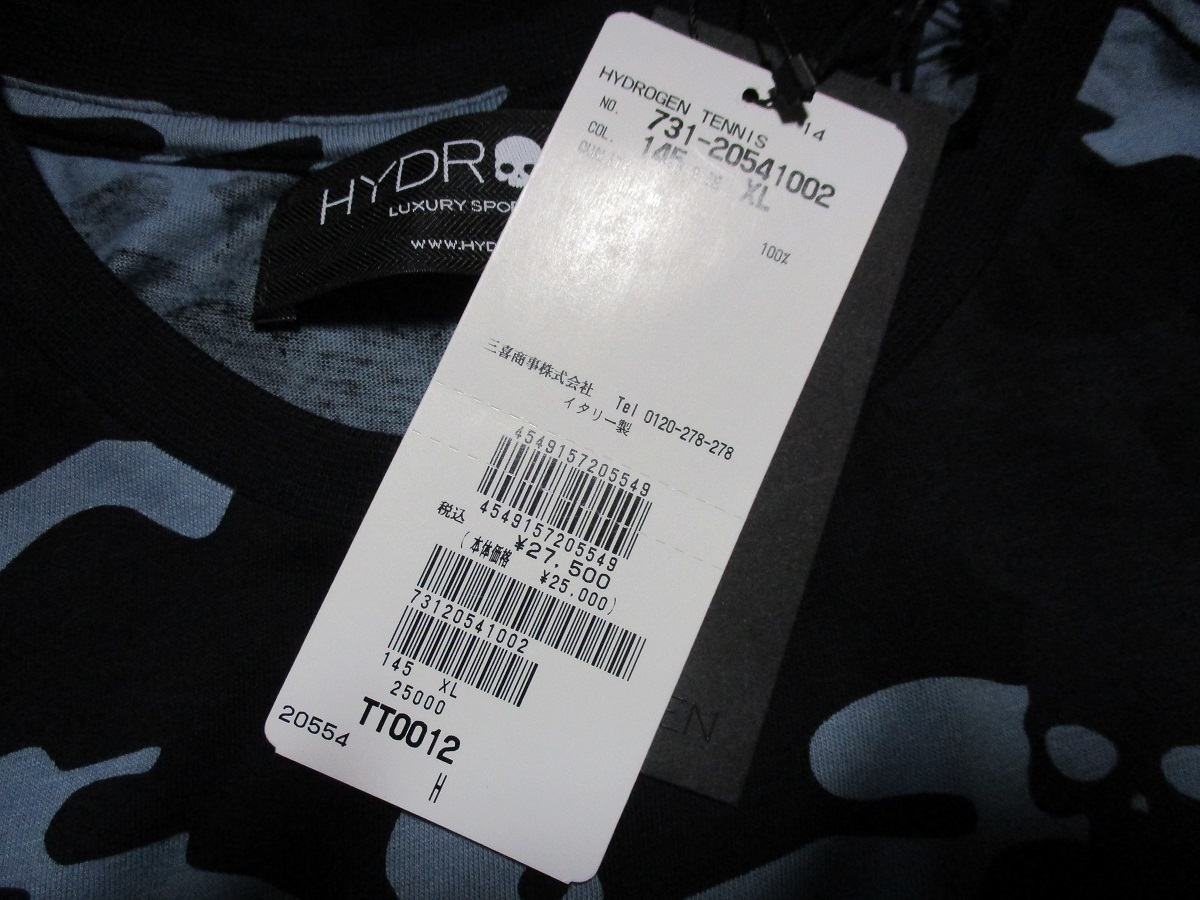 HYDR
LUXURY SPO
WWW.HYD
HYDROGEN TENNIS 14
NO. 731-20541002
COL. 145 XL
100%
三喜商事株式会社 Tel 0120-278-278
イタリー製
4549157205549
4549157205549
税込 ¥27,500
(本体価格 ¥25,000)
73120541002
145 XL
25000
20554 TT0012
H
EN